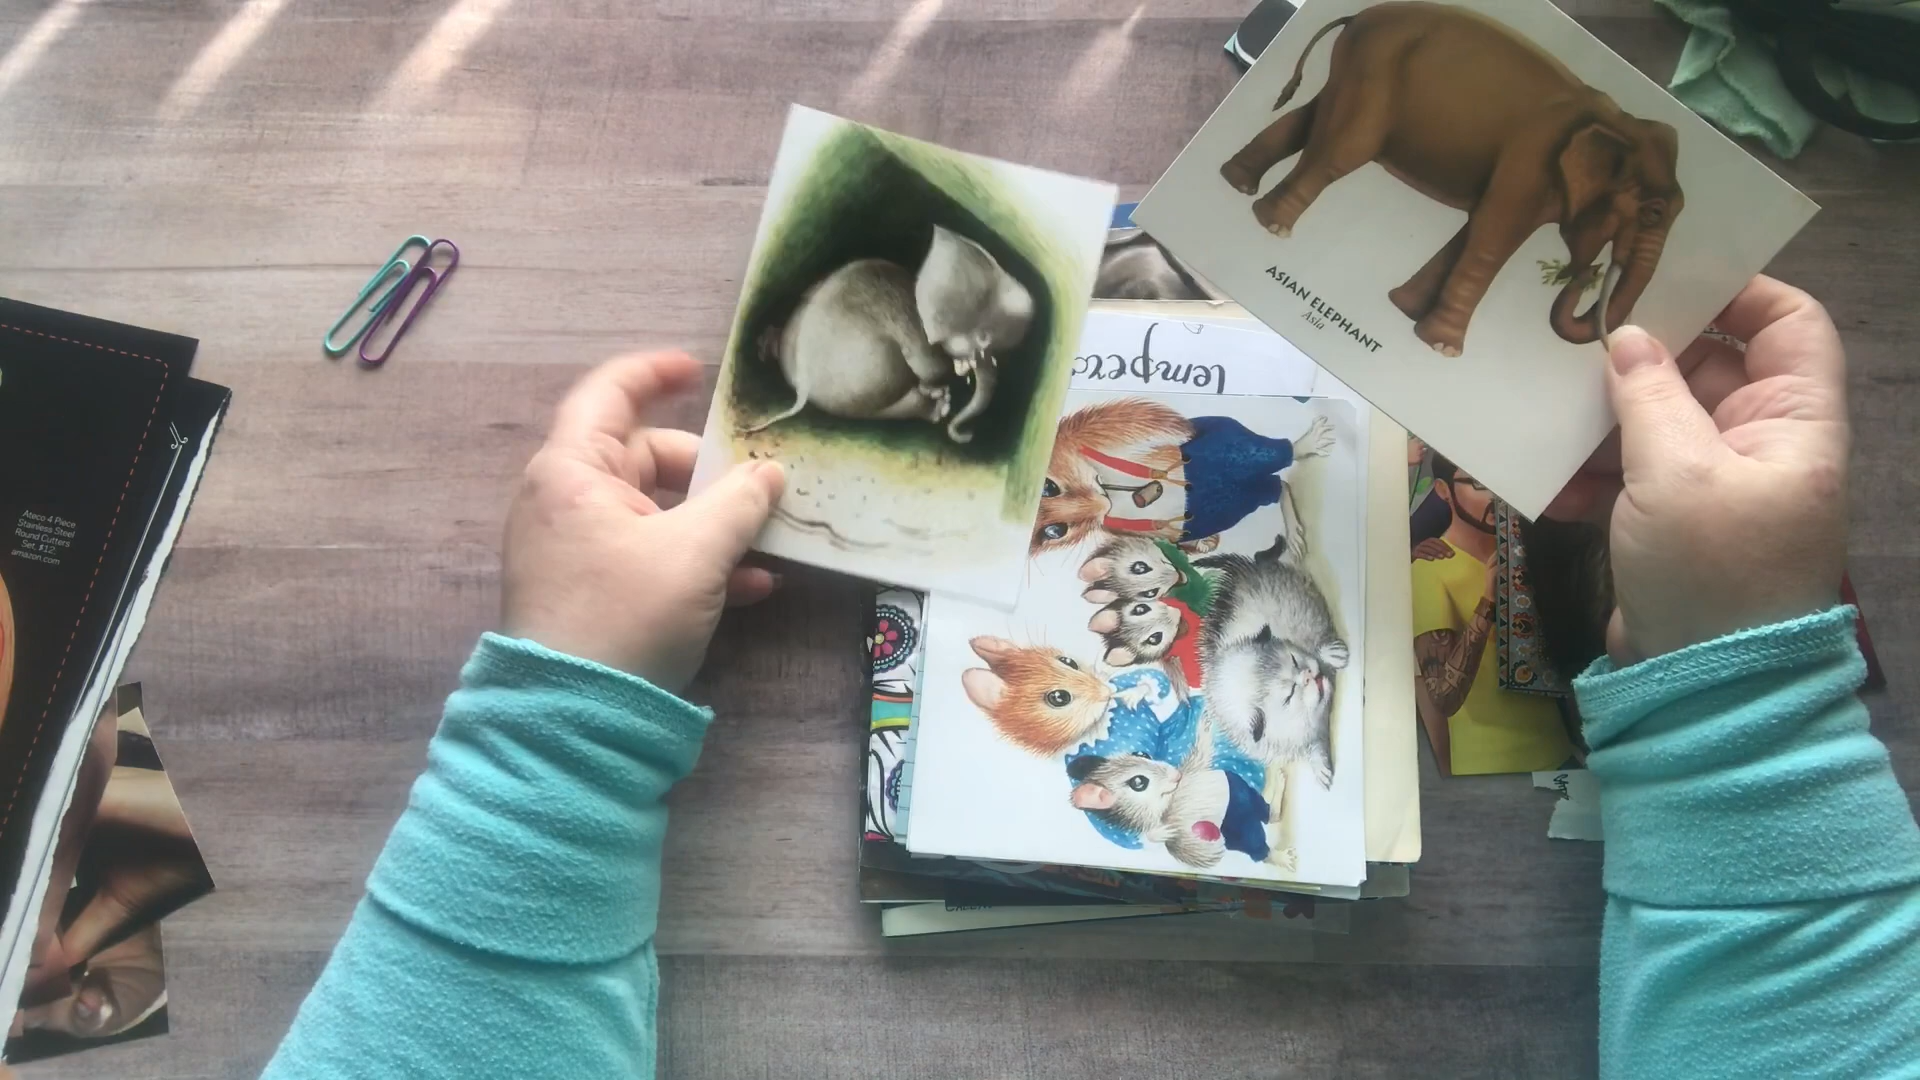 ASIAN ELEPHANT
Asia
Ateco 4 Piece
Stainless Steel
Round Cutters
Set, $12,
amazon.com